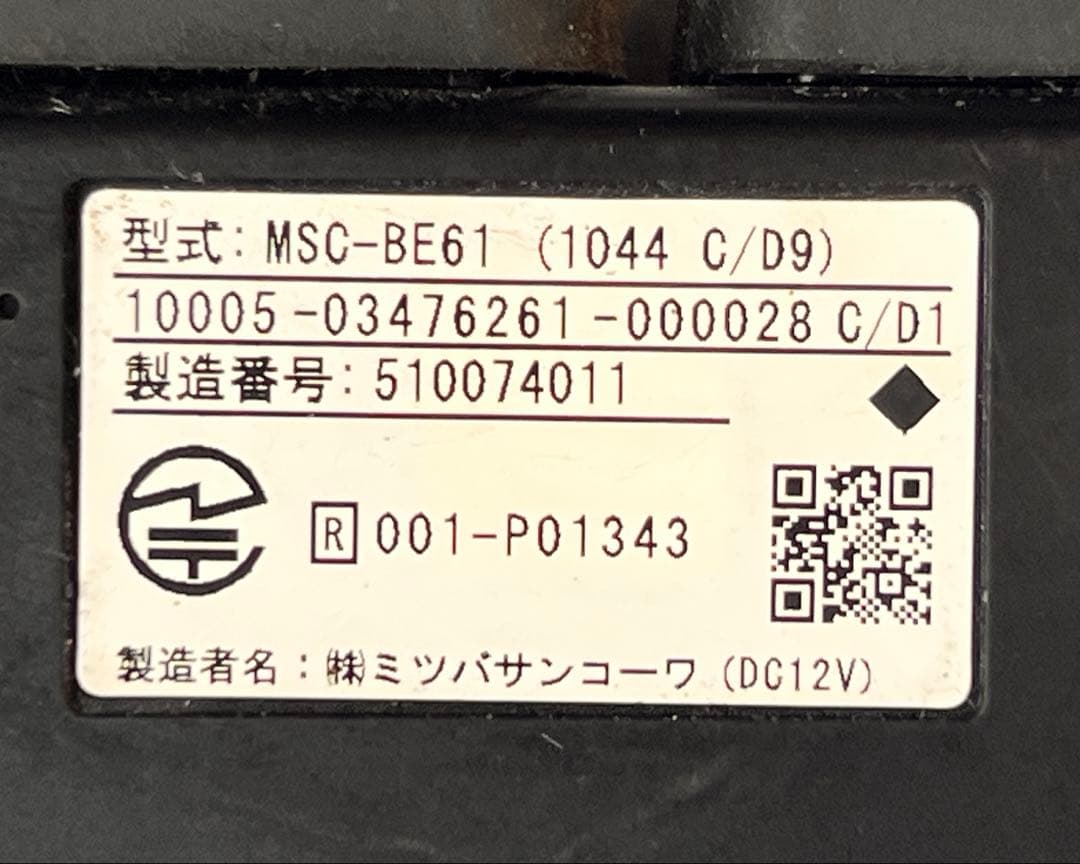 型式：MSC-BE61 (1044 C/D9)
10005-03476261-000028 C/D1
製造番号：510074011
R 001-P01343
製造者名：㈱ミツバサンコーワ (DC12V)